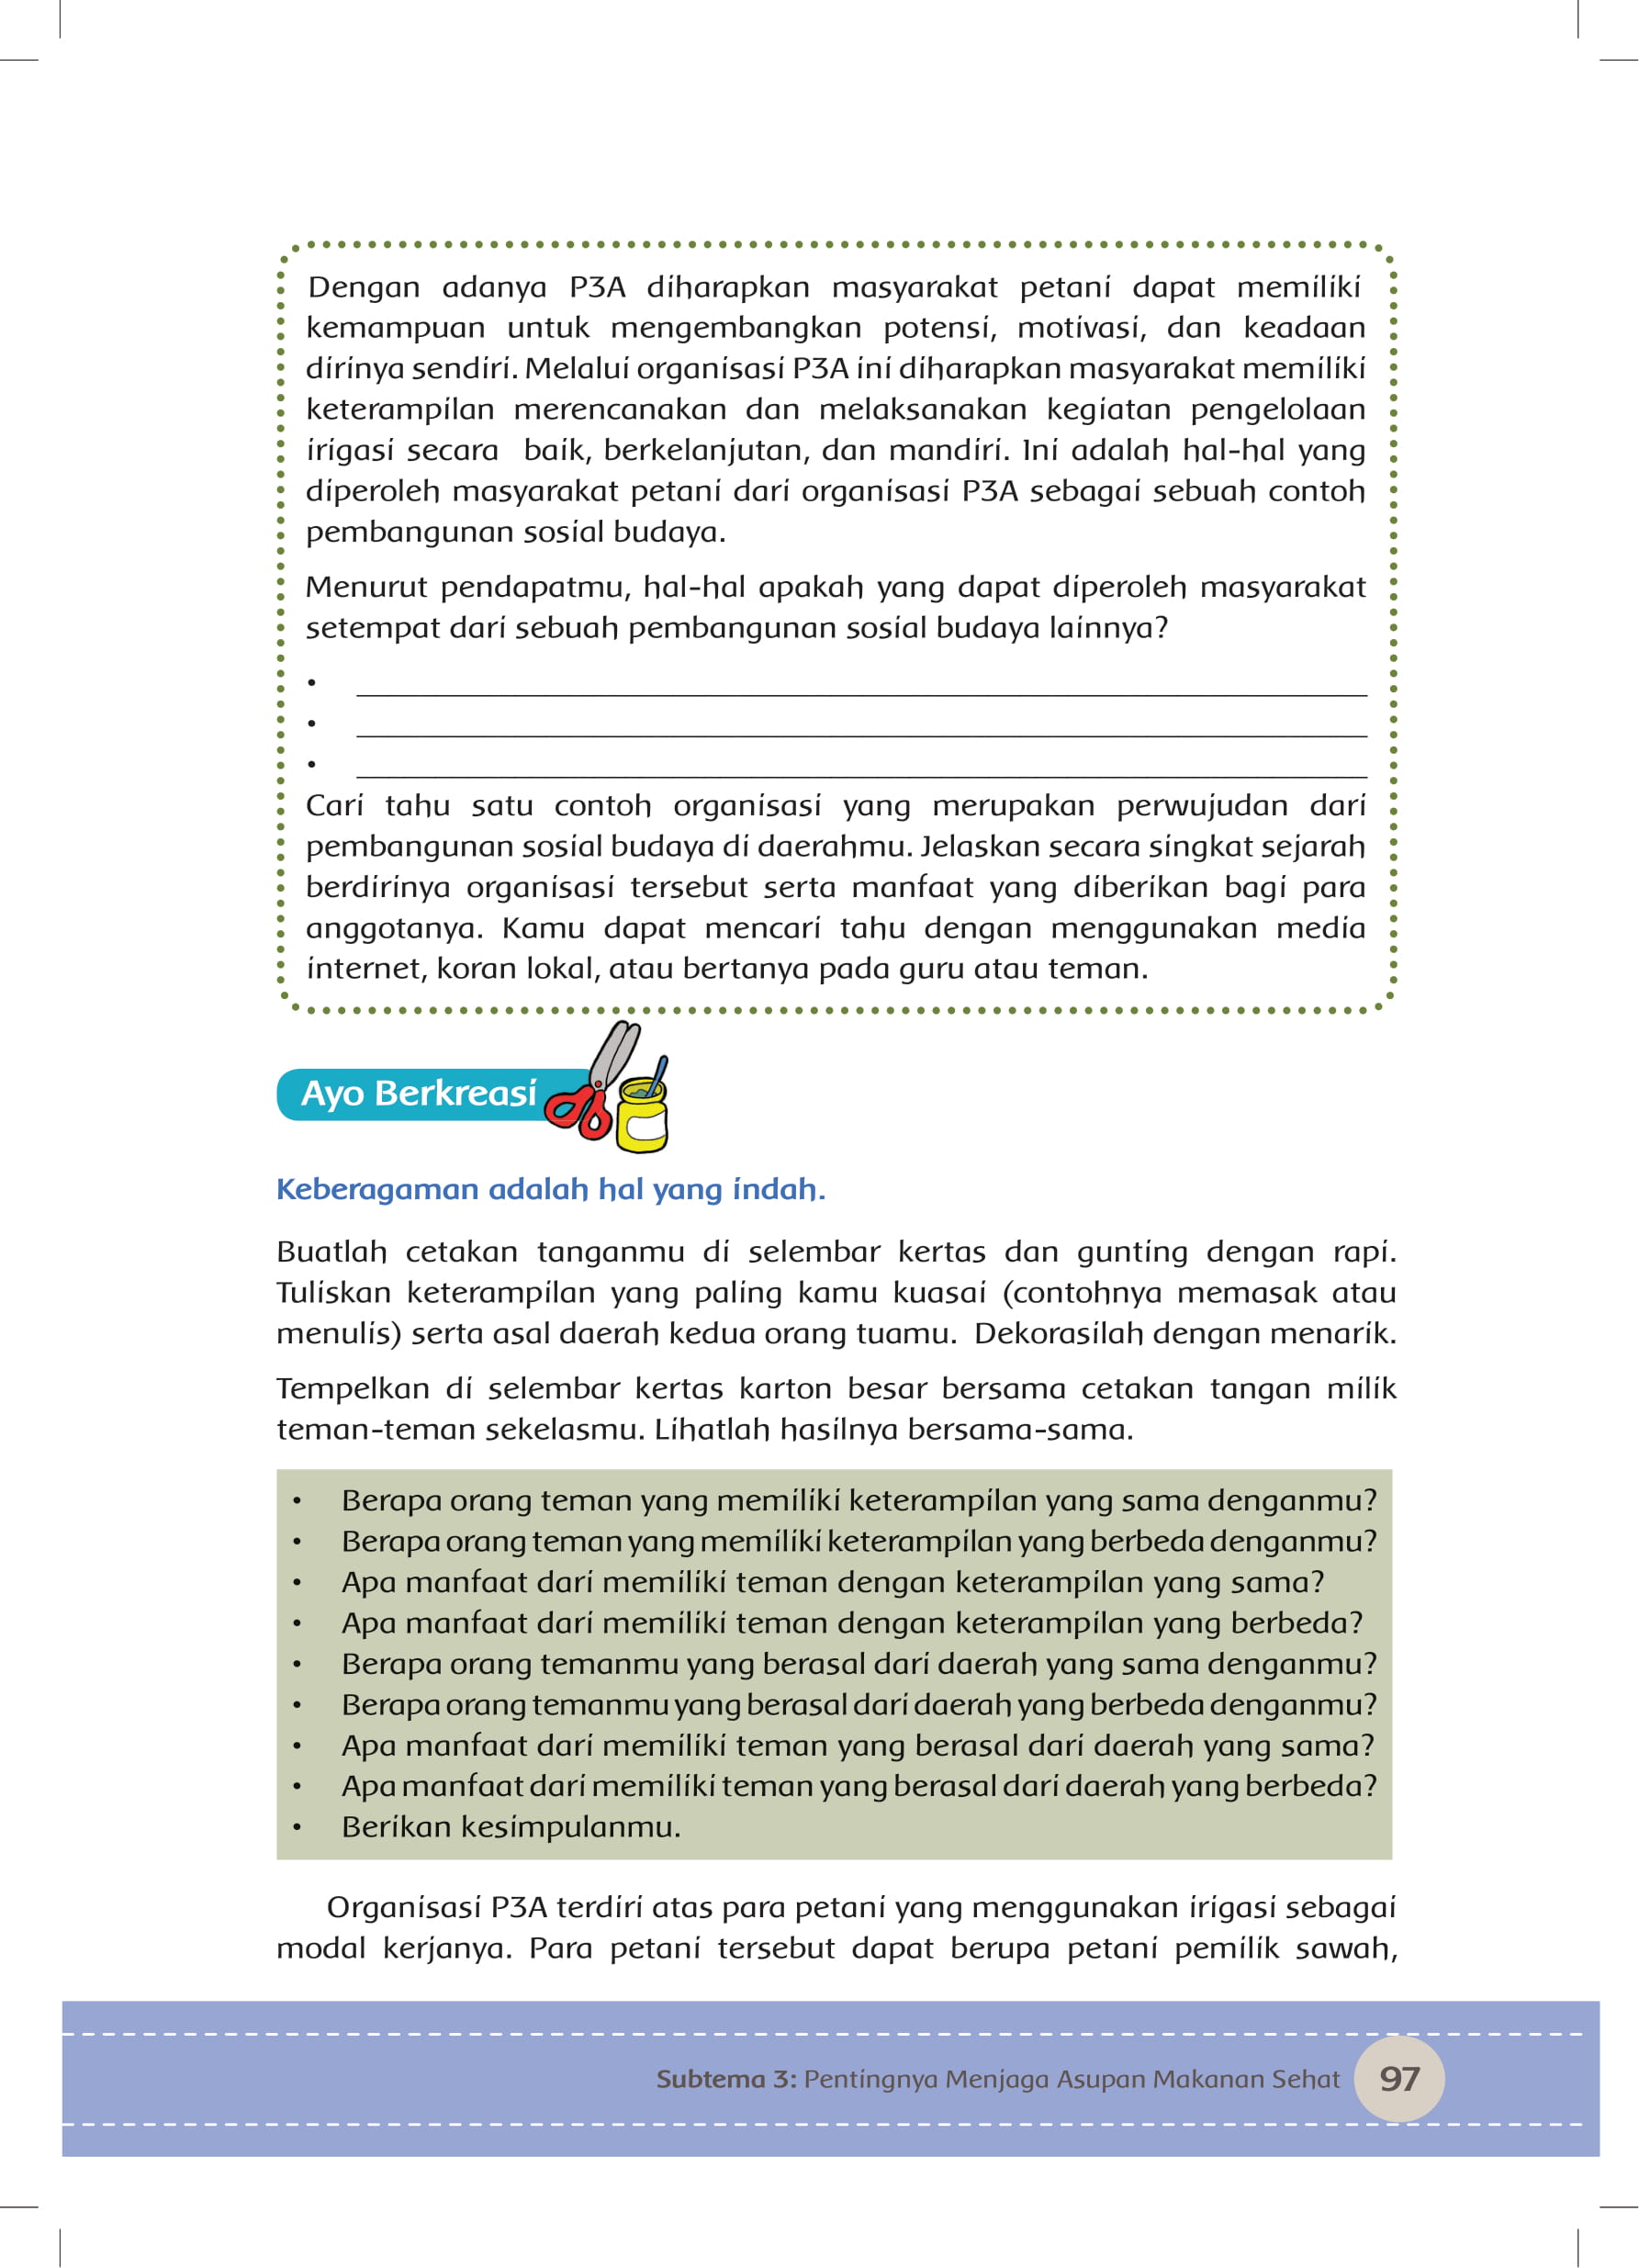 Dengan adanya P3A diharapkan masyarakat petani dapat memiliki
kemampuan untuk mengembangkan potensi, motivasi, dan keadaan
dirinya sendiri. Melalui organisasi P3A ini diharapkan masyarakat memiliki
keterampilan merencanakan dan melaksanakan kegiatan pengelolaan
irigasi secara baik, berkelanjutan, dan mandiri. Ini adalah hal-hal yang
diperoleh masyarakat petani dari organisasi P3A sebagai sebuah contoh
pembangunan sosial budaya.
Menurut pendapatmu, hal-hal apakah yang dapat diperoleh masyarakat
setempat dari sebuah pembangunan sosial budaya lainnya?
•
•
•
Cari tahu satu contoh organisasi yang merupakan perwujudan dari
pembangunan sosial budaya di daerahmu. Jelaskan secara singkat sejarah
berdirinya organisasi tersebut serta manfaat yang diberikan bagi para
anggotanya. Kamu dapat mencari tahu dengan menggunakan media
internet, koran lokal, atau bertanya pada guru atau teman.
Ayo Berkreasi
Keberagaman adalah hal yang indah.
Buatlah cetakan tanganmu di selembar kertas dan gunting dengan rapi.
Tuliskan keterampilan yang paling kamu kuasai (contohnya memasak atau
menulis) serta asal daerah kedua orang tuamu. Dekorasilah dengan menarik.
Tempelkan di selembar kertas karton besar bersama cetakan tangan milik
teman-teman sekelasmu. Lihatlah hasilnya bersama-sama.
• Berapa orang teman yang memiliki keterampilan yang sama denganmu?
• Berapa orang teman yang memiliki keterampilan yang berbeda denganmu?
• Apa manfaat dari memiliki teman dengan keterampilan yang sama?
• Apa manfaat dari memiliki teman dengan keterampilan yang berbeda?
• Berapa orang temanmu yang berasal dari daerah yang sama denganmu?
• Berapa orang temanmu yang berasal dari daerah yang berbeda denganmu?
• Apa manfaat dari memiliki teman yang berasal dari daerah yang sama?
• Apa manfaat dari memiliki teman yang berasal dari daerah yang berbeda?
• Berikan kesimpulanmu.
Organisasi P3A terdiri atas para petani yang menggunakan irigasi sebagai
modal kerjanya. Para petani tersebut dapat berupa petani pemilik sawah,
Subtema 3: Pentingnya Menjaga Asupan Makanan Sehat 97